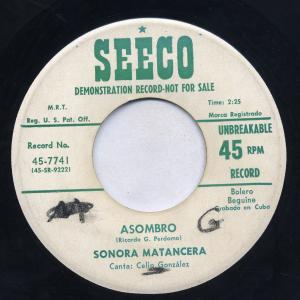 SEECO
DEMONSTRATION RECORD-NOT FOR SALE
M.R.T.
Reg. U. S. Pat. Off.
Time: 2:25
Marca Registrado
Record No.
45-7741
(45-SR-9222)
UNBREAKABLE
45 RPM
RECORD
Bolero
Beguine
Grabado en Cuba
ASOMBRO
(Ricardo G. Perdomo)
SONORA MATANCERA
Canta: Celio González
G